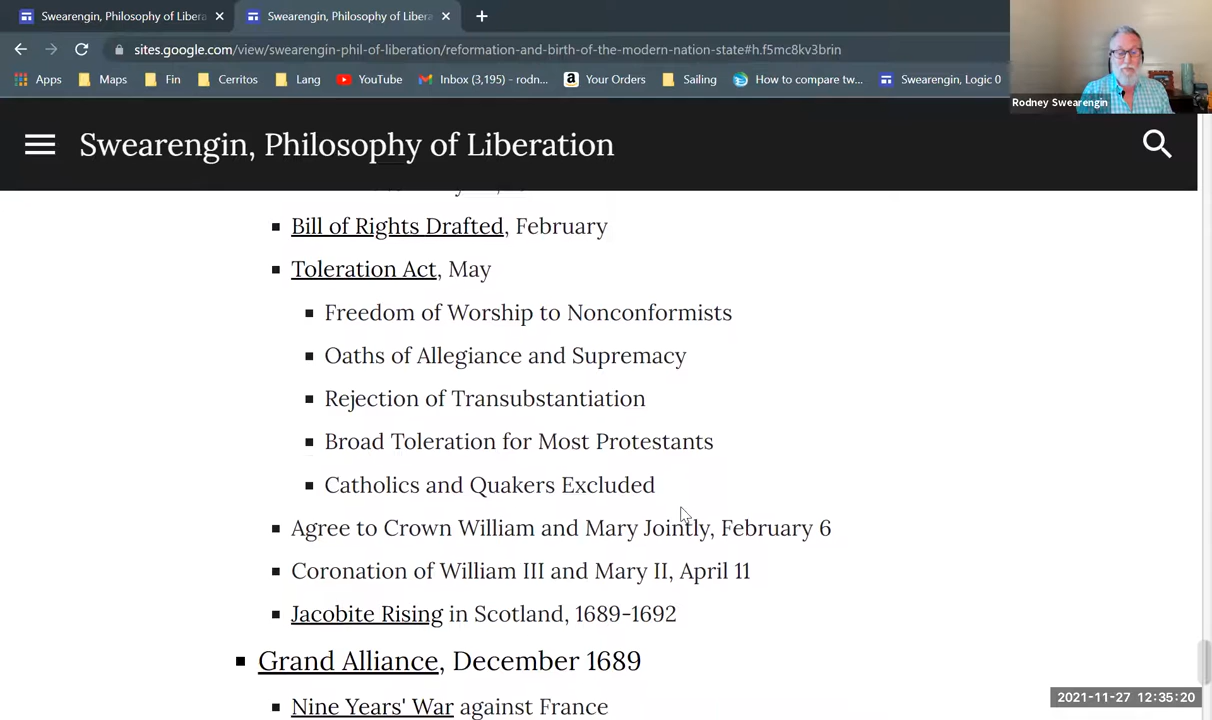 Swearengin, Philosophy of Libera
Swearengin, Philosophy of Libera
sites.google.com/view/swearengin-phil-of-liberation/reformation-and-birth-of-the-modern-nation-state#h.f5mc8kv3brin
Apps Maps Fin Cerritos Lang YouTube Inbox (3,195) - rodn... Your Orders Sailing How to compare tw... Swearengin, Logic 0
Rodney Swearengin
Swearengin, Philosophy of Liberation
Bill of Rights Drafted, February
Toleration Act, May
Freedom of Worship to Nonconformists
Oaths of Allegiance and Supremacy
Rejection of Transubstantiation
Broad Toleration for Most Protestants
Catholics and Quakers Excluded
Agree to Crown William and Mary Jointly, February 6
Coronation of William III and Mary II, April 11
Jacobite Rising in Scotland, 1689-1692
Grand Alliance, December 1689
Nine Years' War against France
2021-11-27 12:35:20